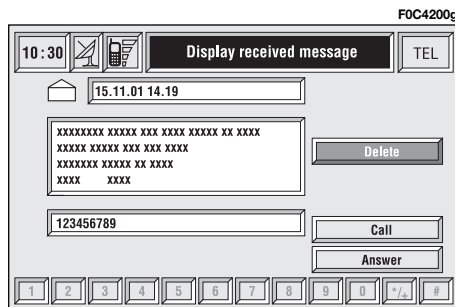 F0C4200g
10:30 Display received message TEL
15.11.01 14.19
xxxxxxxx xxxxx xxx xxxx xxxxx xx xxxx
xxxxx xxxxx xxx xxx xxxx
xxxxxxx xxxxx xx xxxx
xxxx xxxx
Delete
123456789
Call
Answer
1 2 3 4 5 6 7 8 9 0 */+ #